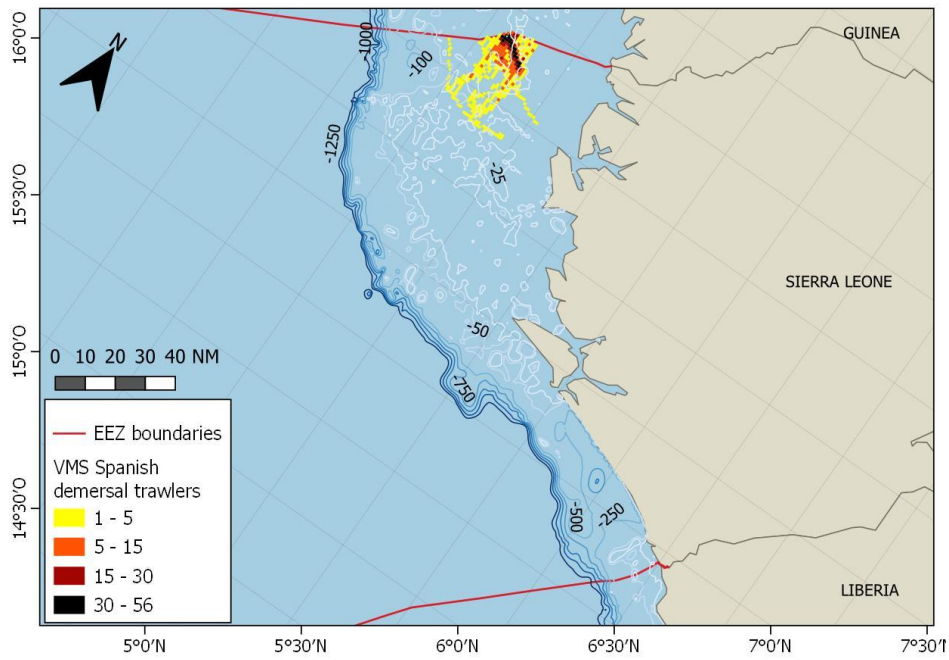 N
GUINEA
SIERRA LEONE
LIBERIA
-1000
-100
-1250
-25
-50
-750
-500
-250
16°0'O
15°30'O
15°0'O
14°30'O
0 10 20 30 40 NM
EEZ boundaries
VMS Spanish
demersal trawlers
1 - 5
5 - 15
15 - 30
30 - 56
5°0'N
5°30'N
6°0'N
6°30'N
7°0'N
7°30'N